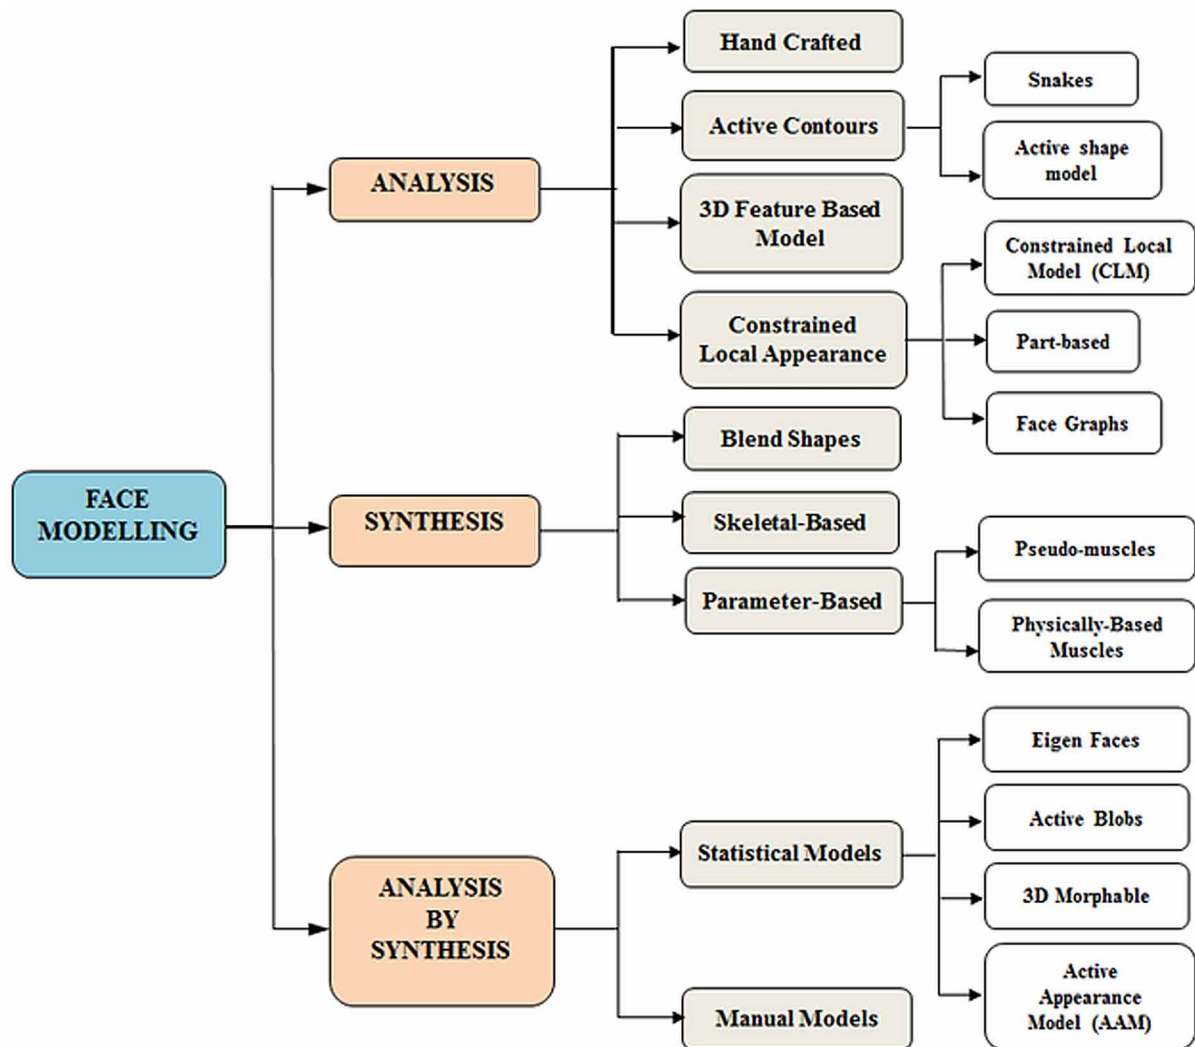 FACE
MODELLING
ANALYSIS
Hand Crafted
Active Contours
Snakes
Active shape
model
3D Feature Based
Model
Constrained
Local Appearance
Constrained Local
Model (CLM)
Part-based
Face Graphs
SYNTHESIS
Blend Shapes
Skeletal-Based
Parameter-Based
Pseudo-muscles
Physically-Based
Muscles
ANALYSIS
BY
SYNTHESIS
Statistical Models
Eigen Faces
Active Blobs
3D Morphable
Active
Appearance
Model (AAM)
Manual Models